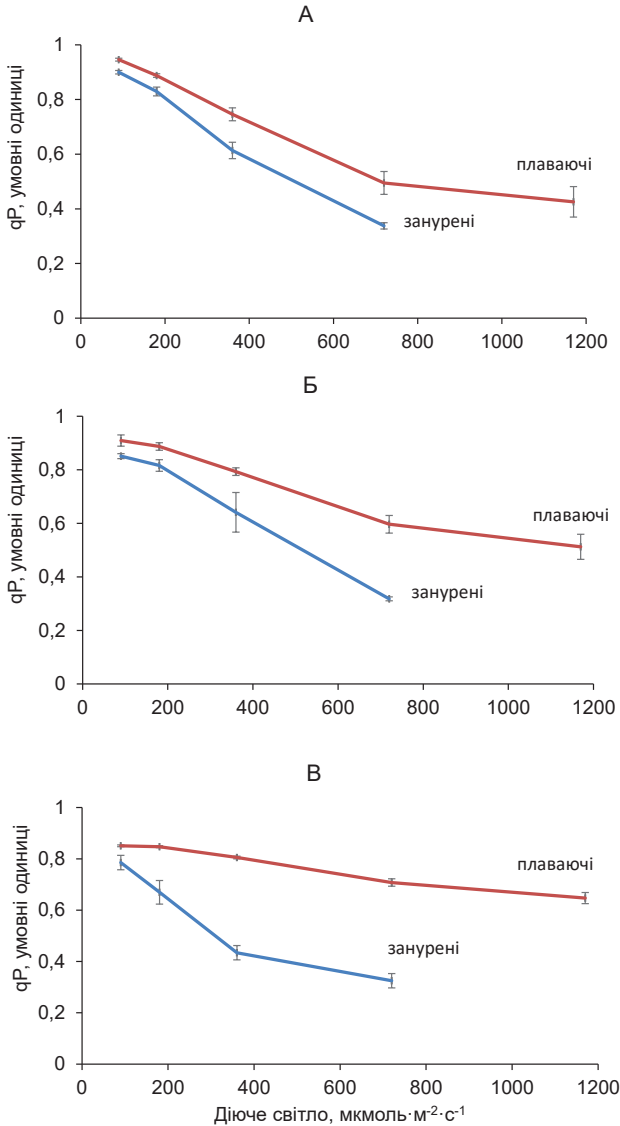 А
qP, умовні одиниці
1
0,8
0,6
0,4
0,2
0
плаваючі
занурені
0 200 400 600 800 1000 1200
Б
qP, умовні одиниці
1
0,8
0,6
0,4
0,2
0
плаваючі
занурені
0 200 400 600 800 1000 1200
В
qP, умовні одиниці
1
0,8
0,6
0,4
0,2
0
плаваючі
занурені
0 200 400 600 800 1000 1200
Діюче світло, мкмоль·м⁻²·с⁻¹